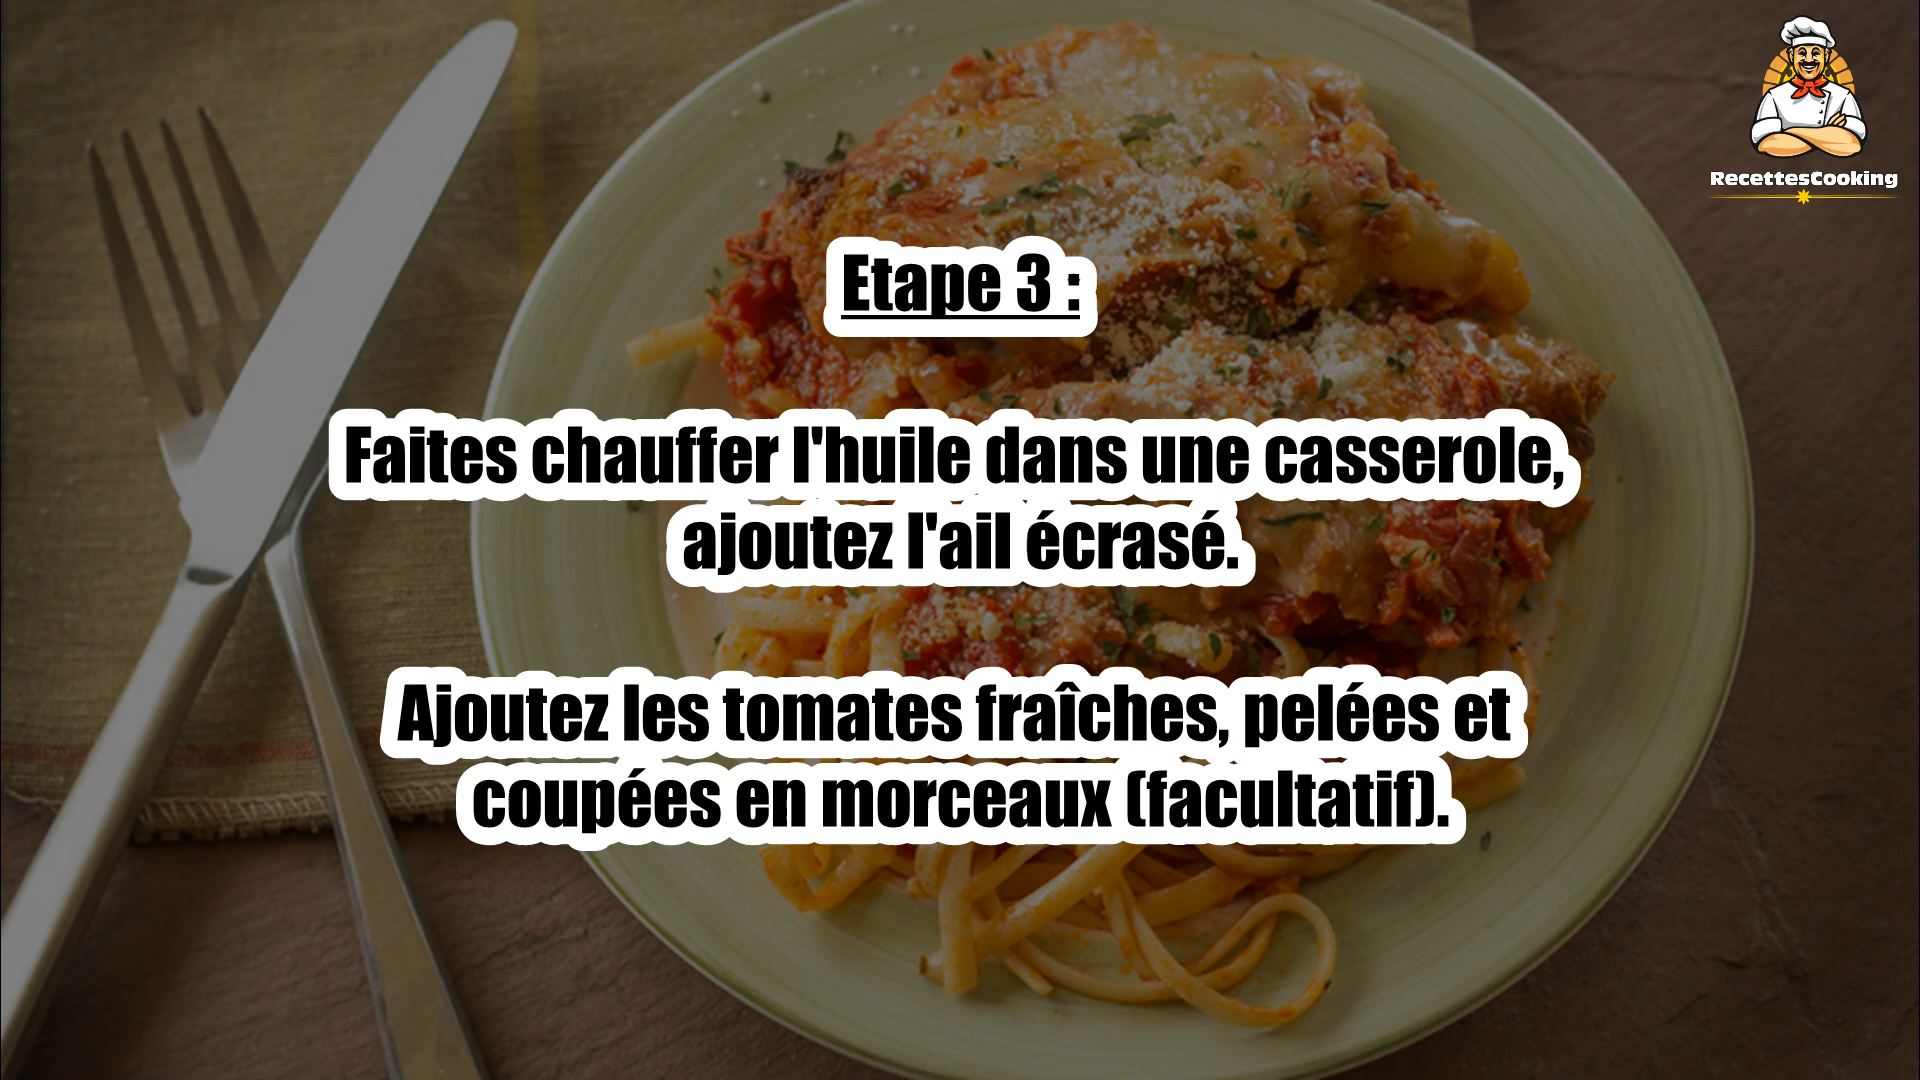 RecettesCooking
Etape 3 :
Faites chauffer l'huile dans une casserole,
ajoutez l'ail écrasé.
Ajoutez les tomates fraîches, pelées et
coupées en morceaux (facultatif).